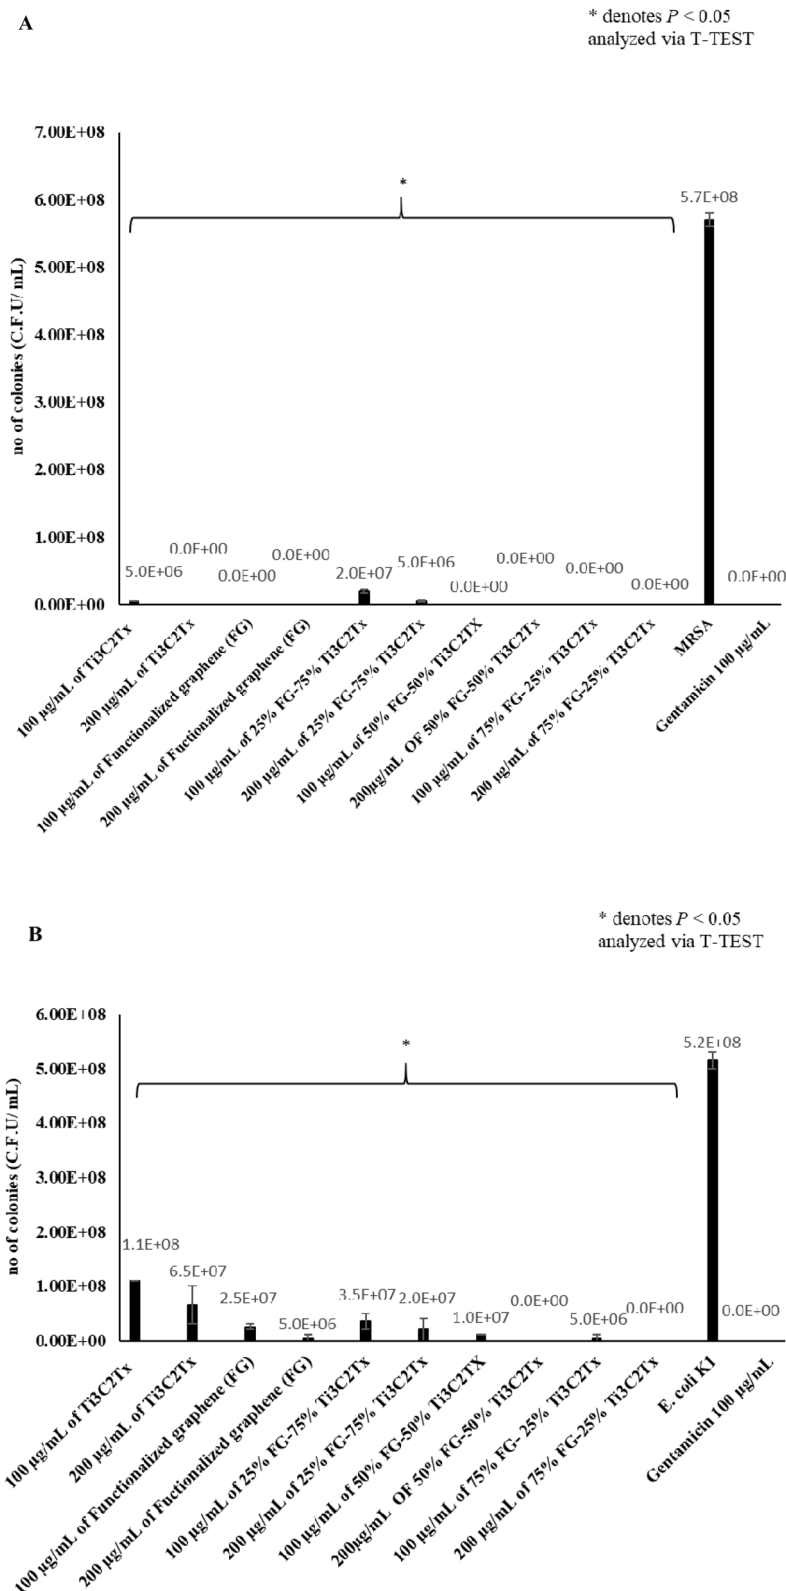 A
* denotes P < 0.05
analyzed via T-TEST
7.00E+08
6.00E+08
5.00E+08
4.00E+08
3.00E+08
2.00E+08
1.00E+08
0.00E+00
no of colonies (C.F.U/ mL)
*
5.0E+06
0.0E+00
0.0E+00
0.0E+00
2.0E+07
5.0E+06
0.0E+00
0.0E+00
0.0E+00
0.0E+00
5.7E+08
0.0E+00
100 µg/mL of Ti3C2Tx
200 µg/mL of Ti3C2Tx
100 µg/mL of Functionalized graphene (FG)
200 µg/mL of Fuctionalized graphene (FG)
100 µg/mL of 25% FG-75% Ti3C2Tx
200 µg/mL of 25% FG-75% Ti3C2Tx
100 µg/mL of 50% FG-50% Ti3C2TX
200µg/mL OF 50% FG-50% Ti3C2Tx
100 µg/mL of 75% FG- 25% Ti3C2Tx
200 µg/mL of 75% FG-25% Ti3C2Tx
MRSA
Gentamicin 100 µg/mL
B
* denotes P < 0.05
analyzed via T-TEST
6.00E+08
5.00E+08
4.00E+08
3.00E+08
2.00E+08
1.00E+08
0.00E+00
no of colonies (C.F.U/ mL)
*
1.1E+08
6.5E+07
2.5E+07
5.0E+06
3.5E+07
2.0E+07
1.0E+07
0.0E+00
5.0E+06
0.0E+00
5.2E+08
0.0E+00
100 µg/mL of Ti3C2Tx
200 µg/mL of Ti3C2Tx
100 µg/mL of Functionalized graphene (FG)
200 µg/mL of Fuctionalized graphene (FG)
100 µg/mL of 25% FG-75% Ti3C2Tx
200 µg/mL of 25% FG-75% Ti3C2Tx
100 µg/mL of 50% FG-50% Ti3C2TX
200µg/mL OF 50% FG-50% Ti3C2Tx
100 µg/mL of 75% FG- 25% Ti3C2Tx
200 µg/mL of 75% FG-25% Ti3C2Tx
E. coli K1
Gentamicin 100 µg/mL